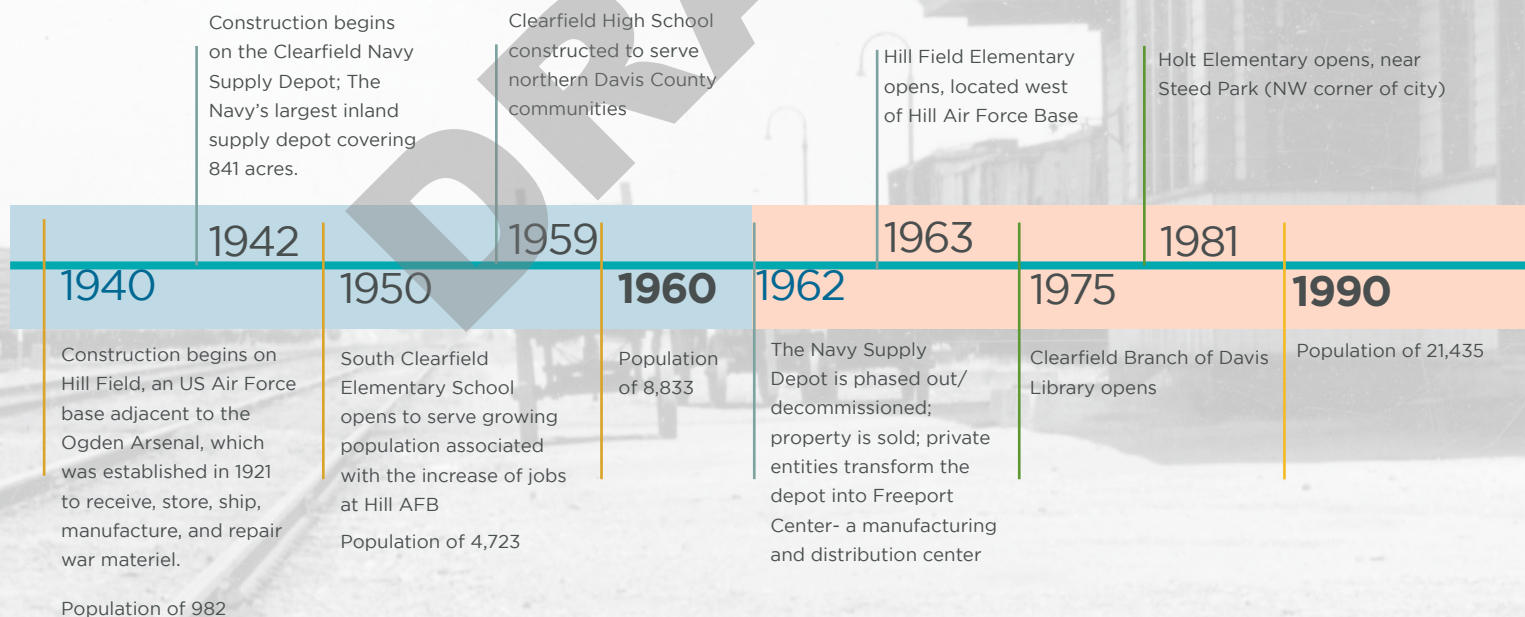 Construction begins
on the Clearfield Navy
Supply Depot; The
Navy's largest inland
supply depot covering
841 acres.
Clearfield High School
constructed to serve
northern Davis County
communities
Hill Field Elementary
opens, located west
of Hill Air Force Base
Holt Elementary opens, near
Steed Park (NW corner of city)
1942
1959
1963
1981
1940
1950
1960
1962
1975
1990
Construction begins on
Hill Field, an US Air Force
base adjacent to the
Ogden Arsenal, which
was established in 1921
to receive, store, ship,
manufacture, and repair
war materiel.
Population of 982
South Clearfield
Elementary School
opens to serve growing
population associated
with the increase of jobs
at Hill AFB
Population of 4,723
Population
of 8,833
The Navy Supply
Depot is phased out/
decommissioned;
property is sold; private
entities transform the
depot into Freeport
Center- a manufacturing
and distribution center
Clearfield Branch of Davis
Library opens
Population of 21,435